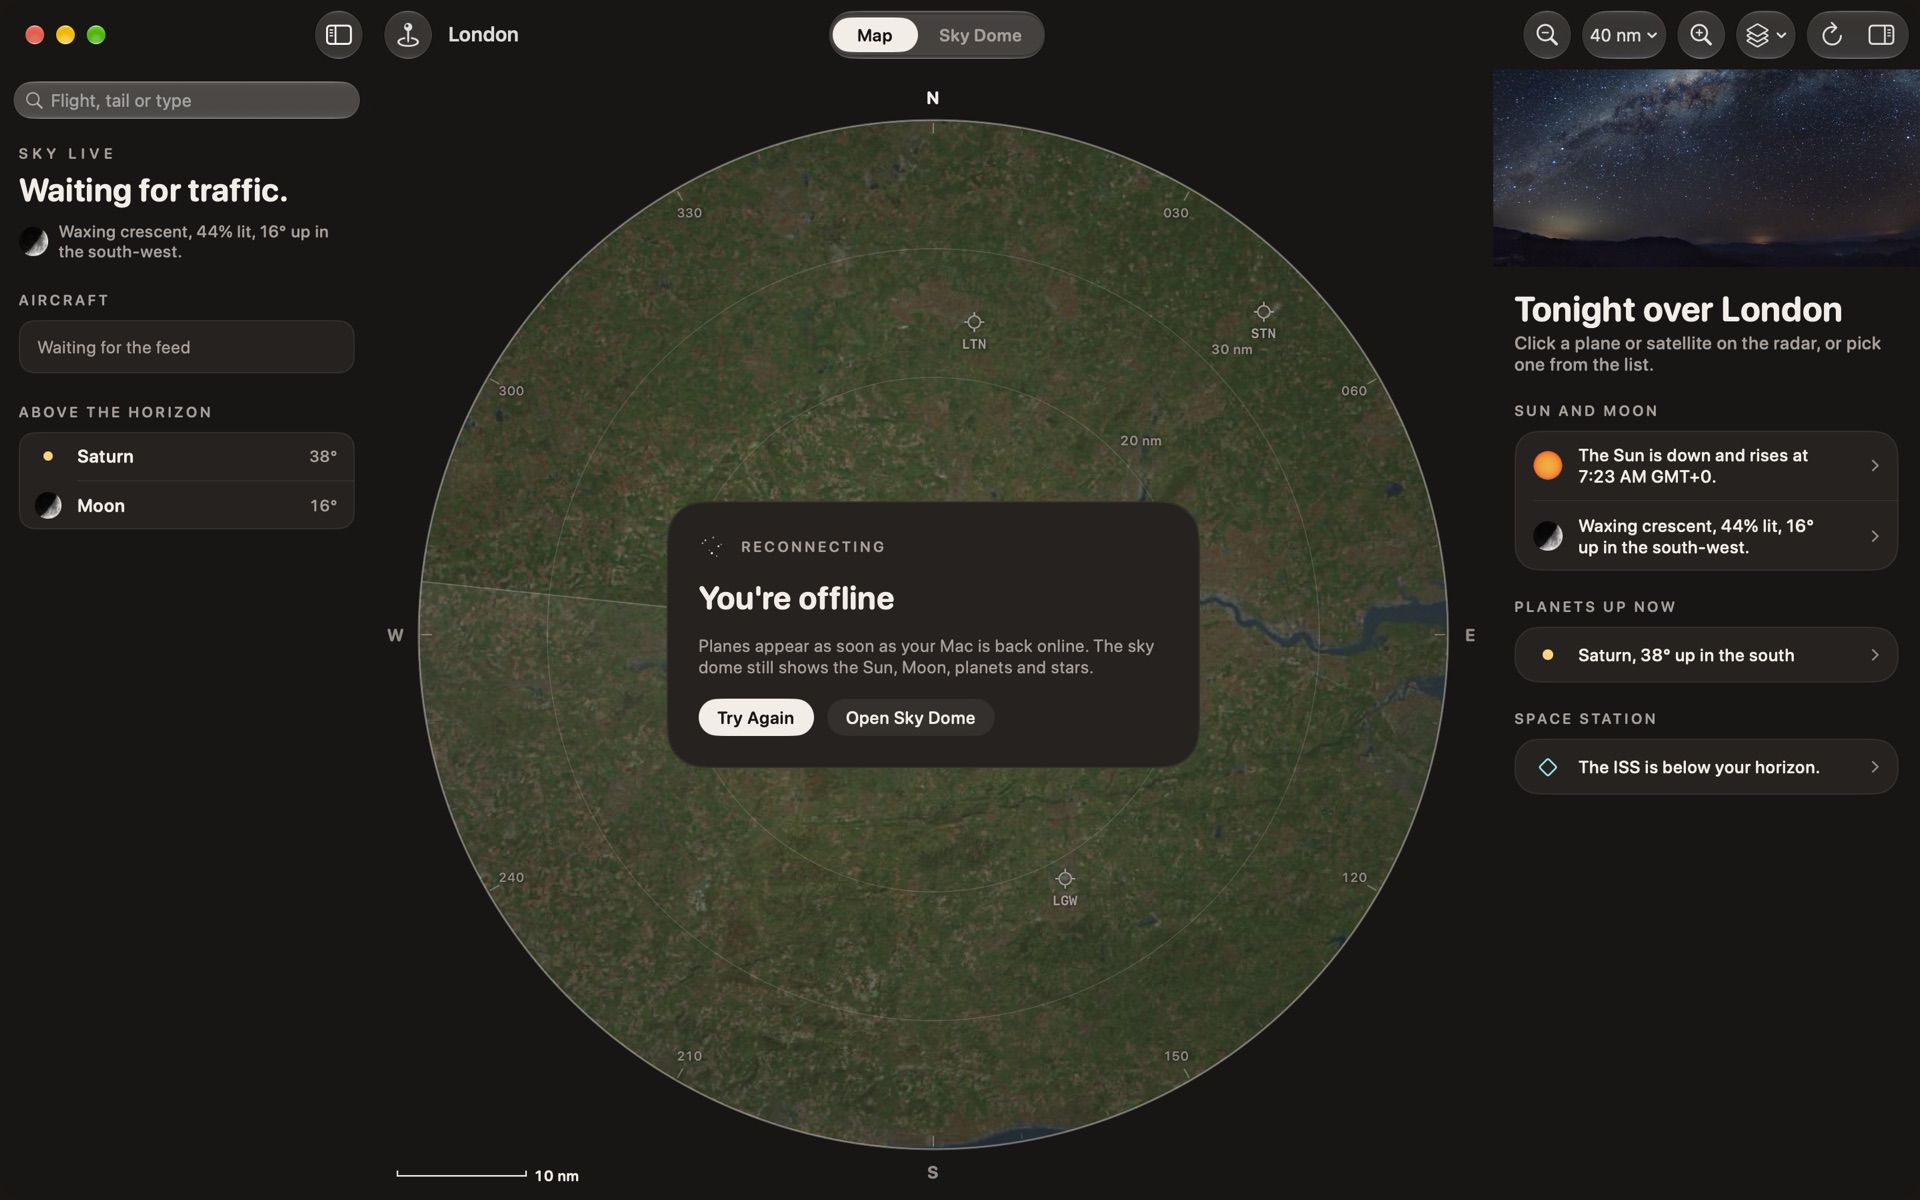 London
Map
Sky Dome
40 nm
Flight, tail or type
SKY LIVE
Waiting for traffic.
Waxing crescent, 44% lit, 16° up in
the south-west.
AIRCRAFT
Waiting for the feed
ABOVE THE HORIZON
Saturn
38°
Moon
16°
N
330
030
LTN
STN
30 nm
300
060
20 nm
RECONNECTING
You're offline
Planes appear as soon as your Mac is back online. The sky
dome still shows the Sun, Moon, planets and stars.
Try Again
Open Sky Dome
W
E
240
120
LGW
210
150
S
10 nm
Tonight over London
Click a plane or satellite on the radar, or pick
one from the list.
SUN AND MOON
The Sun is down and rises at
7:23 AM GMT+0.
Waxing crescent, 44% lit, 16°
up in the south-west.
PLANETS UP NOW
Saturn, 38° up in the south
SPACE STATION
The ISS is below your horizon.